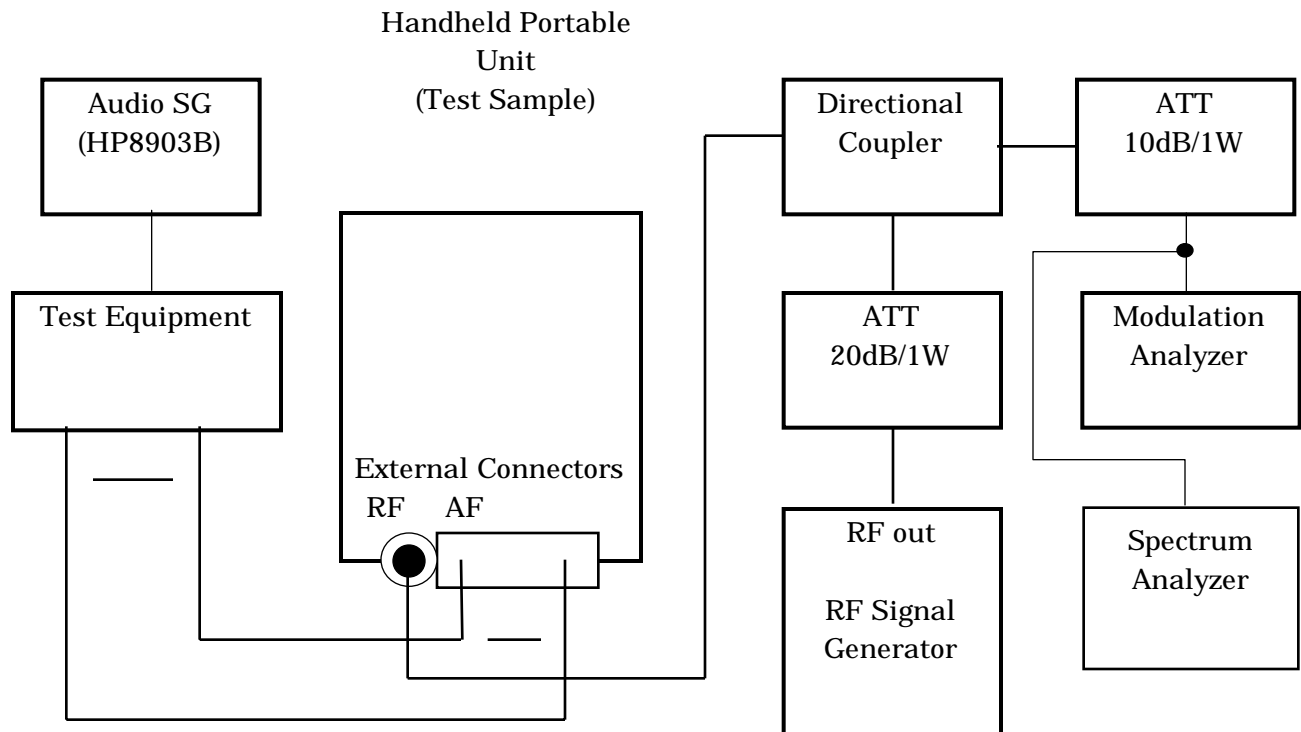 Handheld Portable
Unit
(Test Sample)
Audio SG
(HP8903B)
Directional
Coupler
ATT
10dB/1W
Test Equipment
ATT
20dB/1W
Modulation
Analyzer
External Connectors
RF AF
RF out
RF Signal
Generator
Spectrum
Analyzer